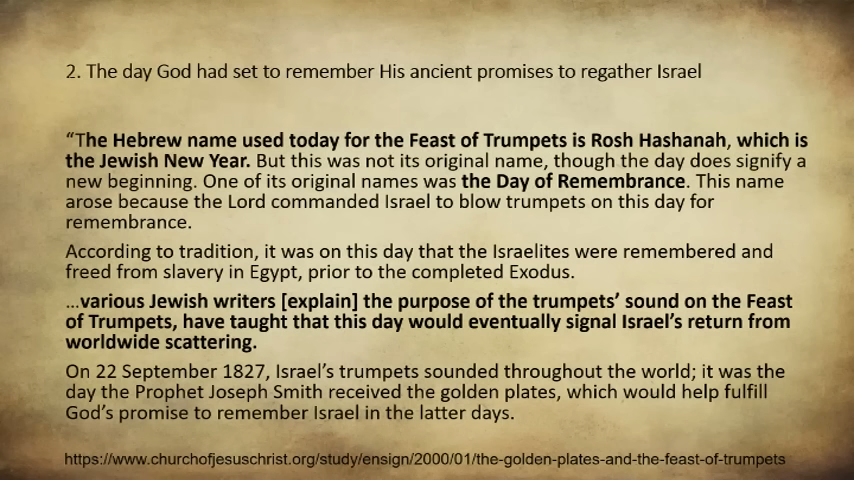 2. The day God had set to remember His ancient promises to regather Israel
“The Hebrew name used today for the Feast of Trumpets is Rosh Hashanah, which is
the Jewish New Year. But this was not its original name, though the day does signify a
new beginning. One of its original names was the Day of Remembrance. This name
arose because the Lord commanded Israel to blow trumpets on this day for
remembrance.
According to tradition, it was on this day that the Israelites were remembered and
freed from slavery in Egypt, prior to the completed Exodus.
…various Jewish writers [explain] the purpose of the trumpets’ sound on the Feast
of Trumpets, have taught that this day would eventually signal Israel’s return from
worldwide scattering.
On 22 September 1827, Israel’s trumpets sounded throughout the world; it was the
day the Prophet Joseph Smith received the golden plates, which would help fulfill
God’s promise to remember Israel in the latter days.
https://www.churchofjesuschrist.org/study/ensign/2000/01/the-golden-plates-and-the-feast-of-trumpets